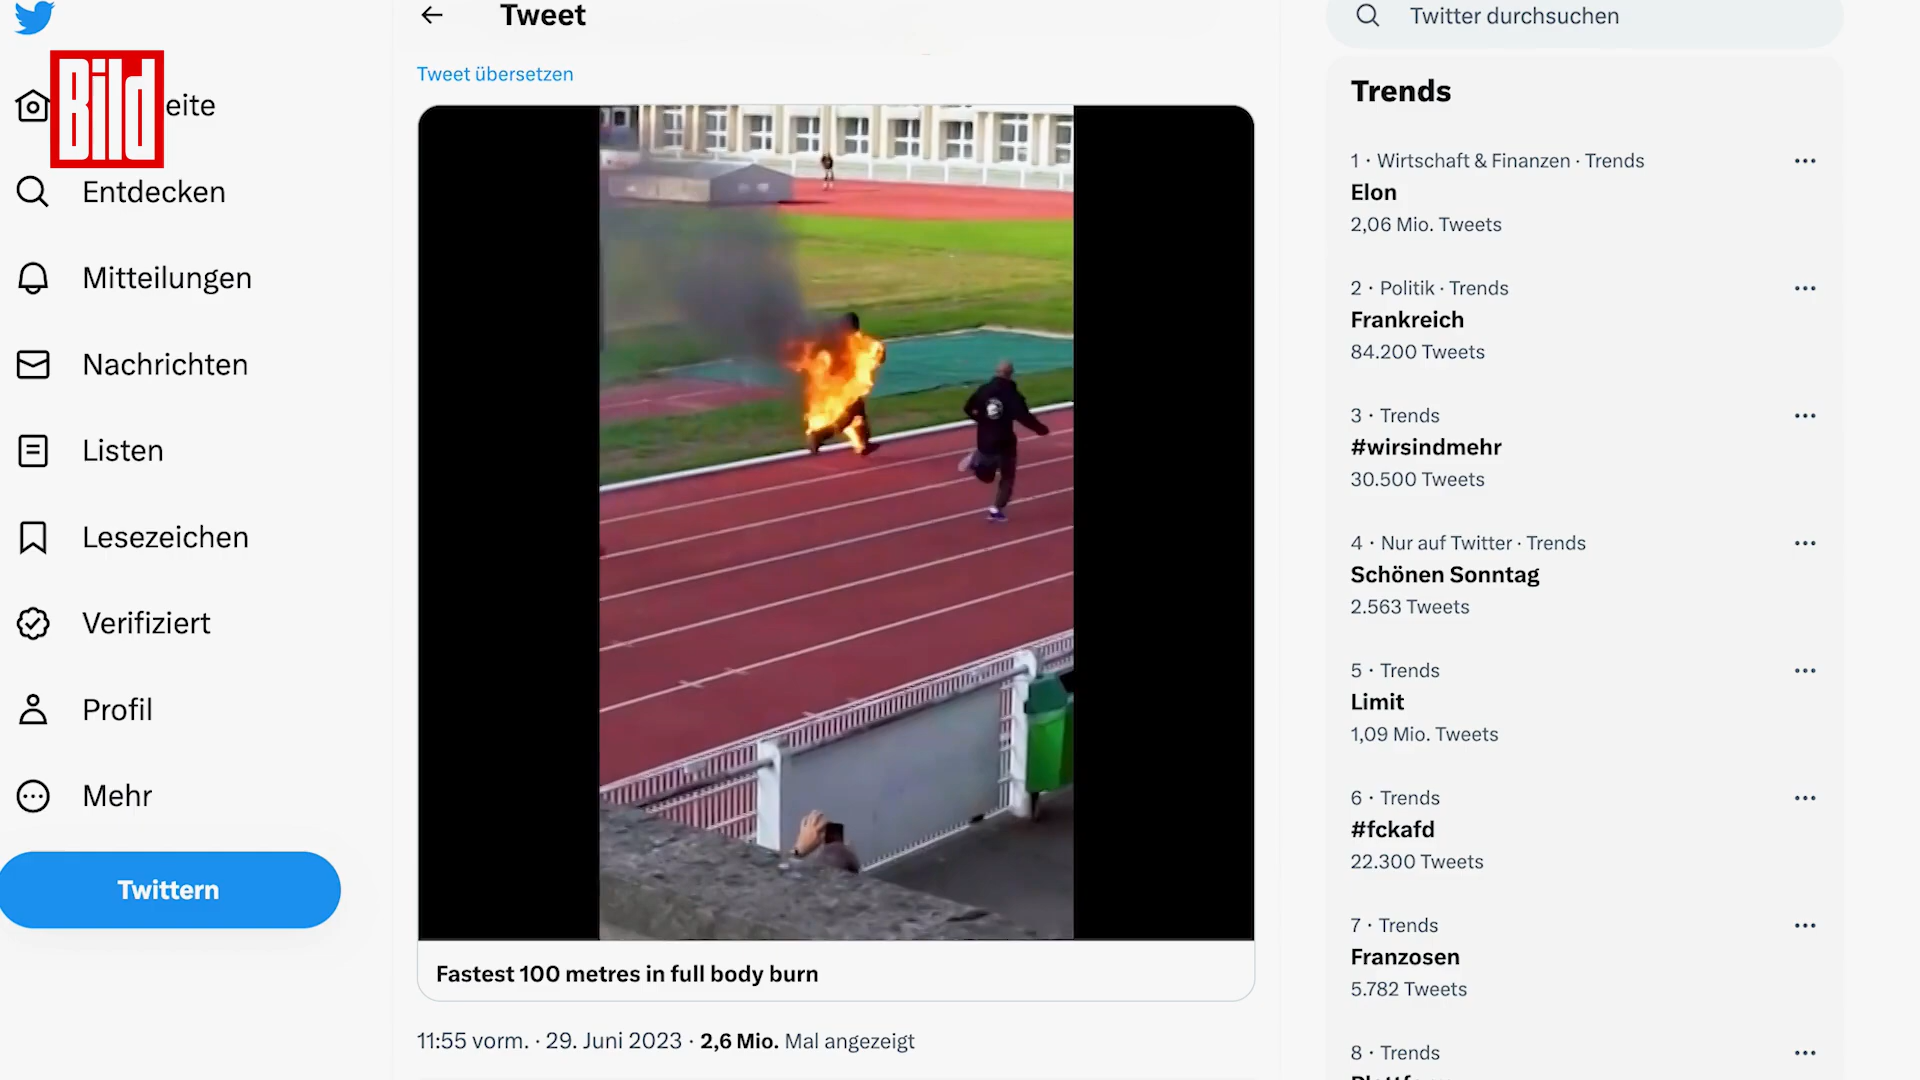 Tweet
Tweet übersetzen
Bild
eite
Entdecken
Mitteilungen
Nachrichten
Listen
Lesezeichen
Verifiziert
Profil
Mehr
Twittern
Fastest 100 metres in full body burn
11:55 vorm. · 29. Juni 2023 · 2,6 Mio. Mal angezeigt
Twitter durchsuchen
Trends
1 · Wirtschaft & Finanzen · Trends
Elon
2,06 Mio. Tweets
2 · Politik · Trends
Frankreich
84.200 Tweets
3 · Trends
#wirsindmehr
30.500 Tweets
4 · Nur auf Twitter · Trends
Schönen Sonntag
2.563 Tweets
5 · Trends
Limit
1,09 Mio. Tweets
6 · Trends
#fckafd
22.300 Tweets
7 · Trends
Franzosen
5.782 Tweets
8 · Trends